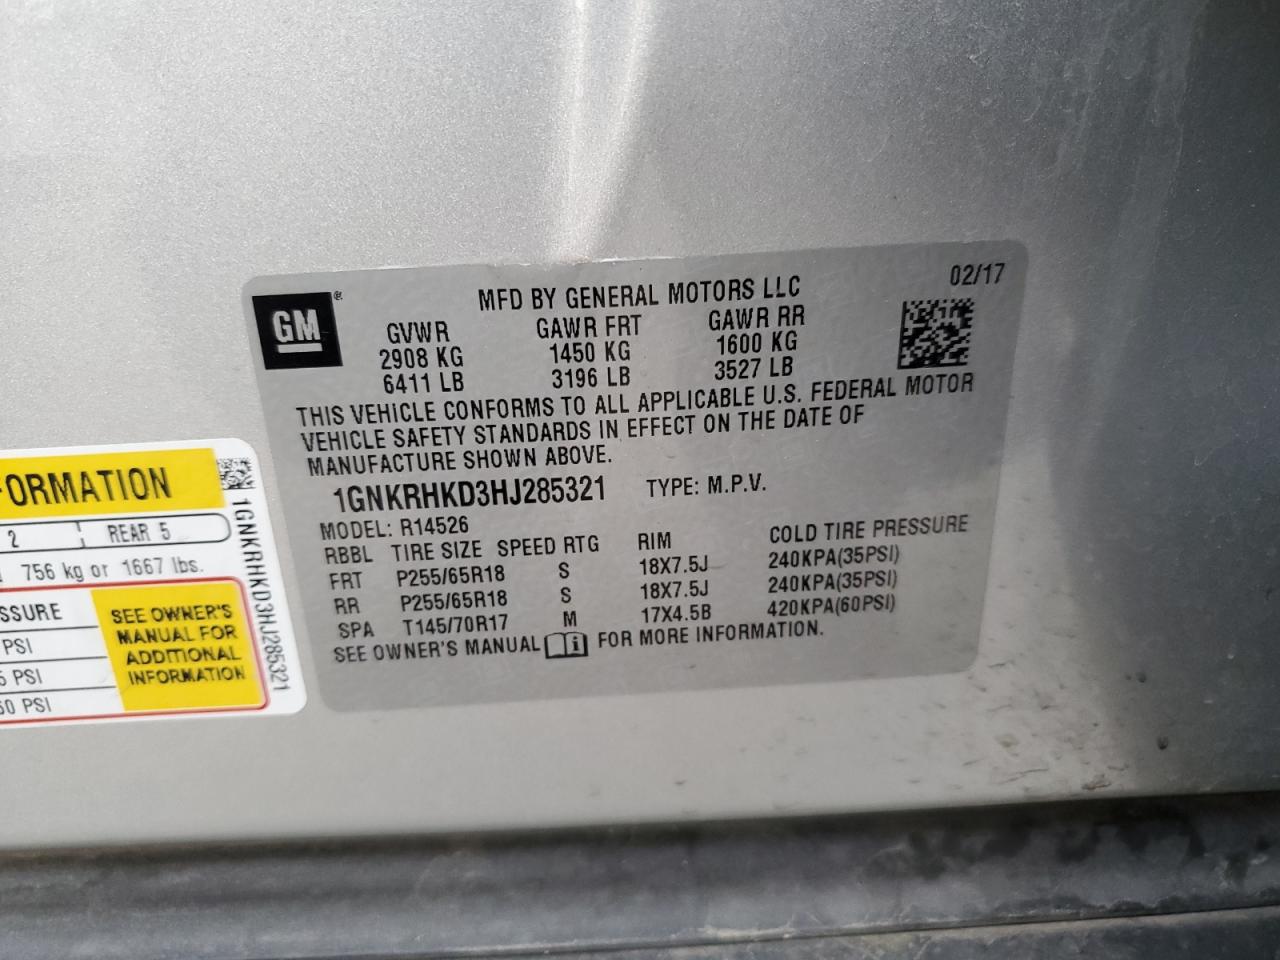 GM ®
MFD BY GENERAL MOTORS LLC
02/17
GVWR GAWR FRT GAWR RR
2908 KG 1450 KG 1600 KG
6411 LB 3196 LB 3527 LB
THIS VEHICLE CONFORMS TO ALL APPLICABLE U.S. FEDERAL MOTOR
VEHICLE SAFETY STANDARDS IN EFFECT ON THE DATE OF
MANUFACTURE SHOWN ABOVE.
1GNKRHKD3HJ285321 TYPE: M.P.V.
MODEL: R14526
RBBL TIRE SIZE SPEED RTG RIM COLD TIRE PRESSURE
FRT P255/65R18 S 18X7.5J 240KPA(35PSI)
RR P255/65R18 S 18X7.5J 240KPA(35PSI)
SPA T145/70R17 M 17X4.5B 420KPA(60PSI)
SEE OWNER'S MANUAL i FOR MORE INFORMATION.
ORMATION
2 REAR 5
756 kg or 1667 lbs.
SSURE
PSI
5 PSI
60 PSI
SEE OWNER'S
MANUAL FOR
ADDITIONAL
INFORMATION
1GNKRHKD3HJ285321